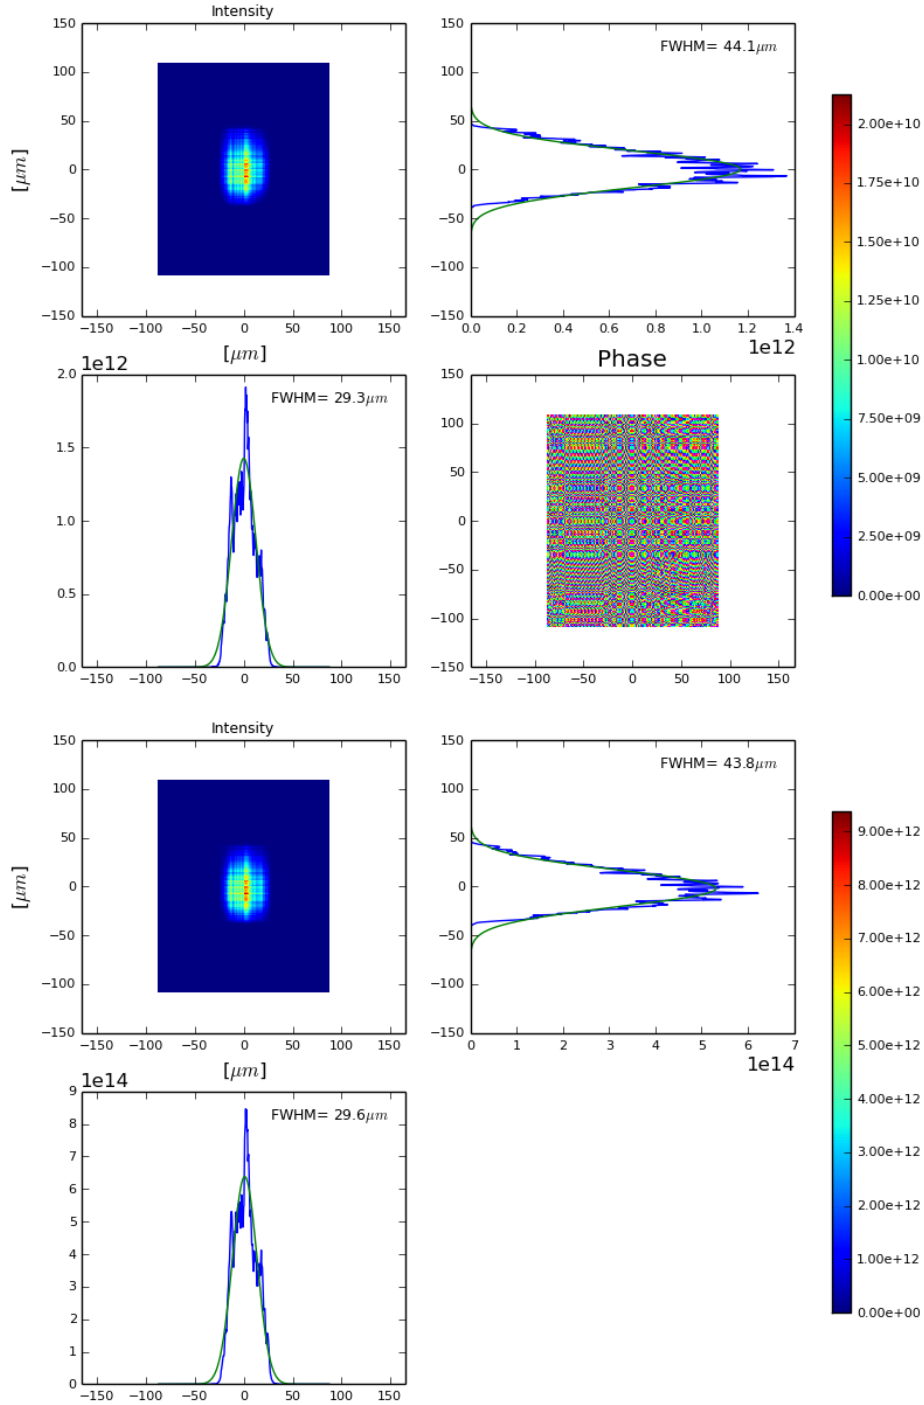 Intensity
150
100
50
0
−50
−100
−150
[μm]
−150 −100 −50 0 50 100 150
[μm]
FWHM= 44.1μm
0.0 0.2 0.4 0.6 0.8 1.0 1.2 1.4
1e12
150
100
50
0
−50
−100
−150
2.00e+10
1.75e+10
1.50e+10
1.25e+10
1.00e+10
7.50e+09
5.00e+09
2.50e+09
0.00e+00
1e12
FWHM= 29.3μm
2.0
1.5
1.0
0.5
0.0
−150 −100 −50 0 50 100 150
Phase
150
100
50
0
−50
−100
−150
−150 −100 −50 0 50 100 150
Intensity
150
100
50
0
−50
−100
−150
[μm]
−150 −100 −50 0 50 100 150
[μm]
FWHM= 43.8μm
150
100
50
0
−50
−100
−150
0 1 2 3 4 5 6 7
1e14
9.00e+12
8.00e+12
7.00e+12
6.00e+12
5.00e+12
4.00e+12
3.00e+12
2.00e+12
1.00e+12
0.00e+00
1e14
FWHM= 29.6μm
9
8
7
6
5
4
3
2
1
0
−150 −100 −50 0 50 100 150